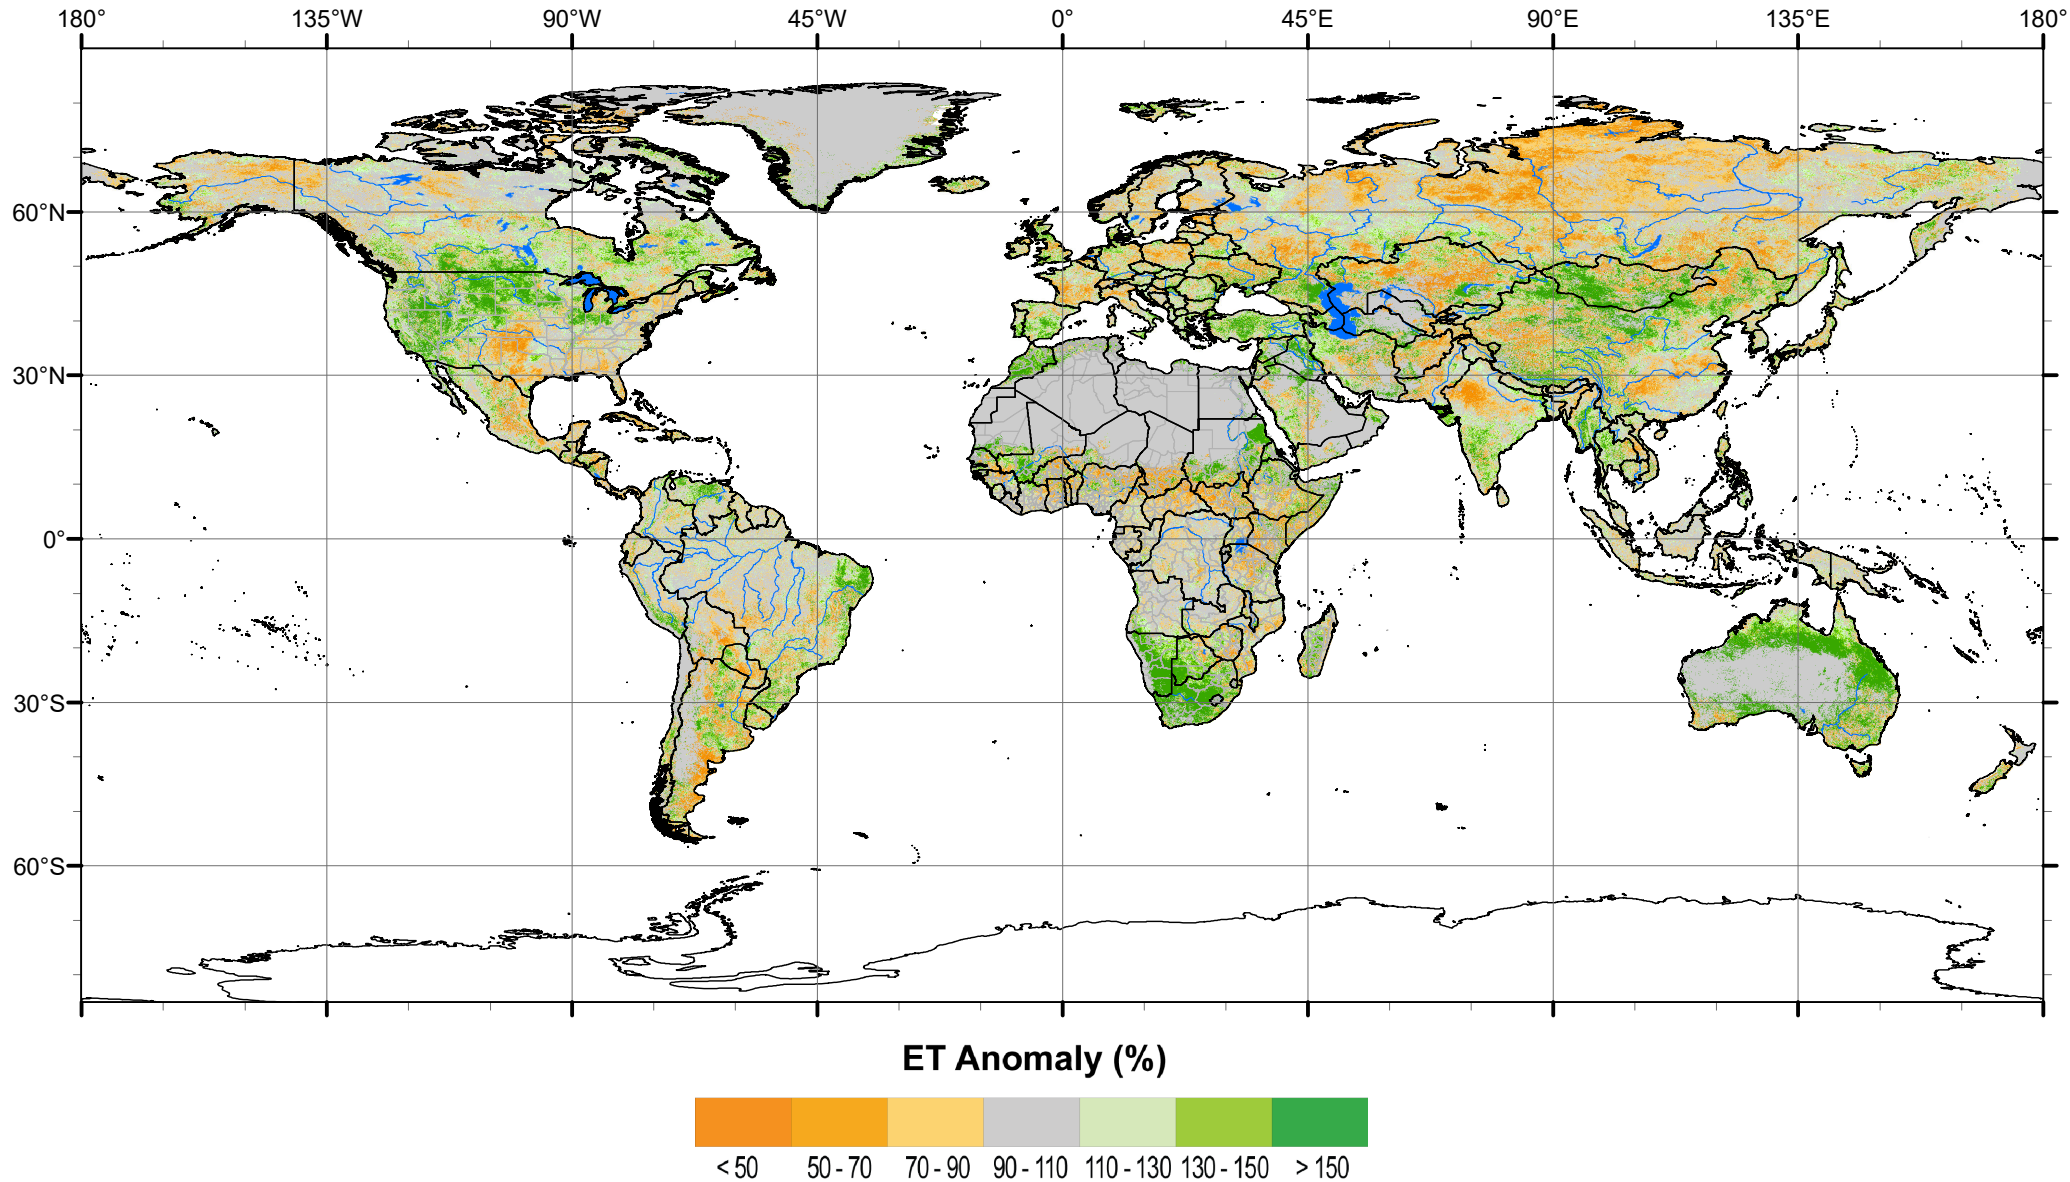 180° 135°W 90°W 45°W 0° 45°E 90°E 135°E 180°
60°N
30°N
0°
30°S
60°S
ET Anomaly (%)
< 50 50 - 70 70 - 90 90 - 110 110 - 130 130 - 150 > 150